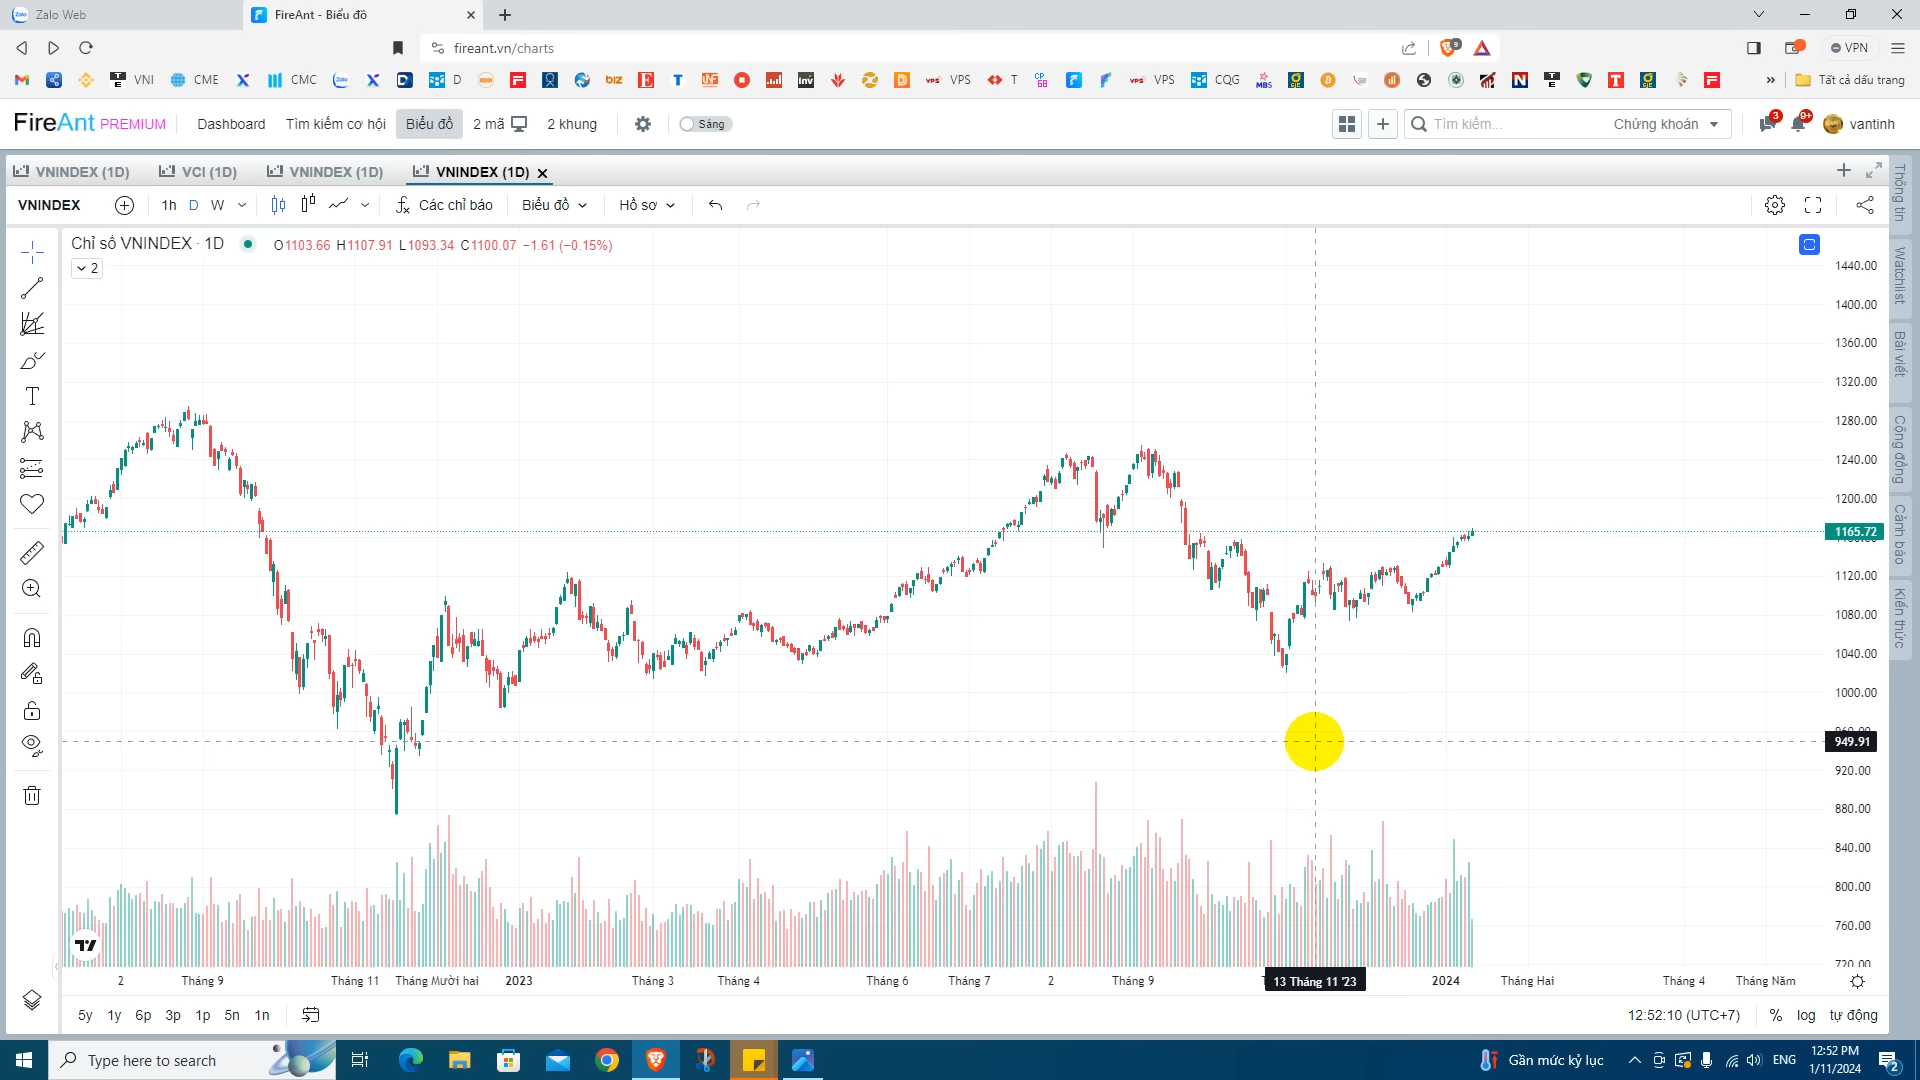 Zalo Web
FireAnt - Biểu đồ
fireant.vn/charts
VPN
VNI CME CMC D VPS T VPS CQG Tất cả dấu trang
FireAnt PREMIUM
Dashboard Tìm kiếm cơ hội Biểu đồ 2 mã 2 khung Sáng
Tìm kiếm... Chứng khoán 3 9+ vantinh
VNINDEX (1D) VCI (1D) VNINDEX (1D) VNINDEX (1D)
VNINDEX 1h D W Các chỉ báo Biểu đồ Hồ sơ
Chỉ số VNINDEX · 1D O1103.66 H1107.91 L1093.34 C1100.07 −1.61 (−0.15%)
2
1440.00
1400.00
1360.00
1320.00
1280.00
1240.00
1200.00
1165.72
1120.00
1080.00
1040.00
1000.00
949.91
920.00
880.00
840.00
800.00
760.00
720.00
Thông tin
Watchlist
Bài viết
Cộng đồng
Cảnh báo
Kiến thức
2 Tháng 9 Tháng 11 Tháng Mười hai 2023 Tháng 3 Tháng 4 Tháng 6 Tháng 7 2 Tháng 9 13 Tháng 11 '23 2024 Tháng Hai Tháng 4 Tháng Năm
5y 1y 6p 3p 1p 5n 1n 12:52:10 (UTC+7) % log tự động
Type here to search
Gần mức kỷ lục ENG
12:52 PM
1/11/2024
2